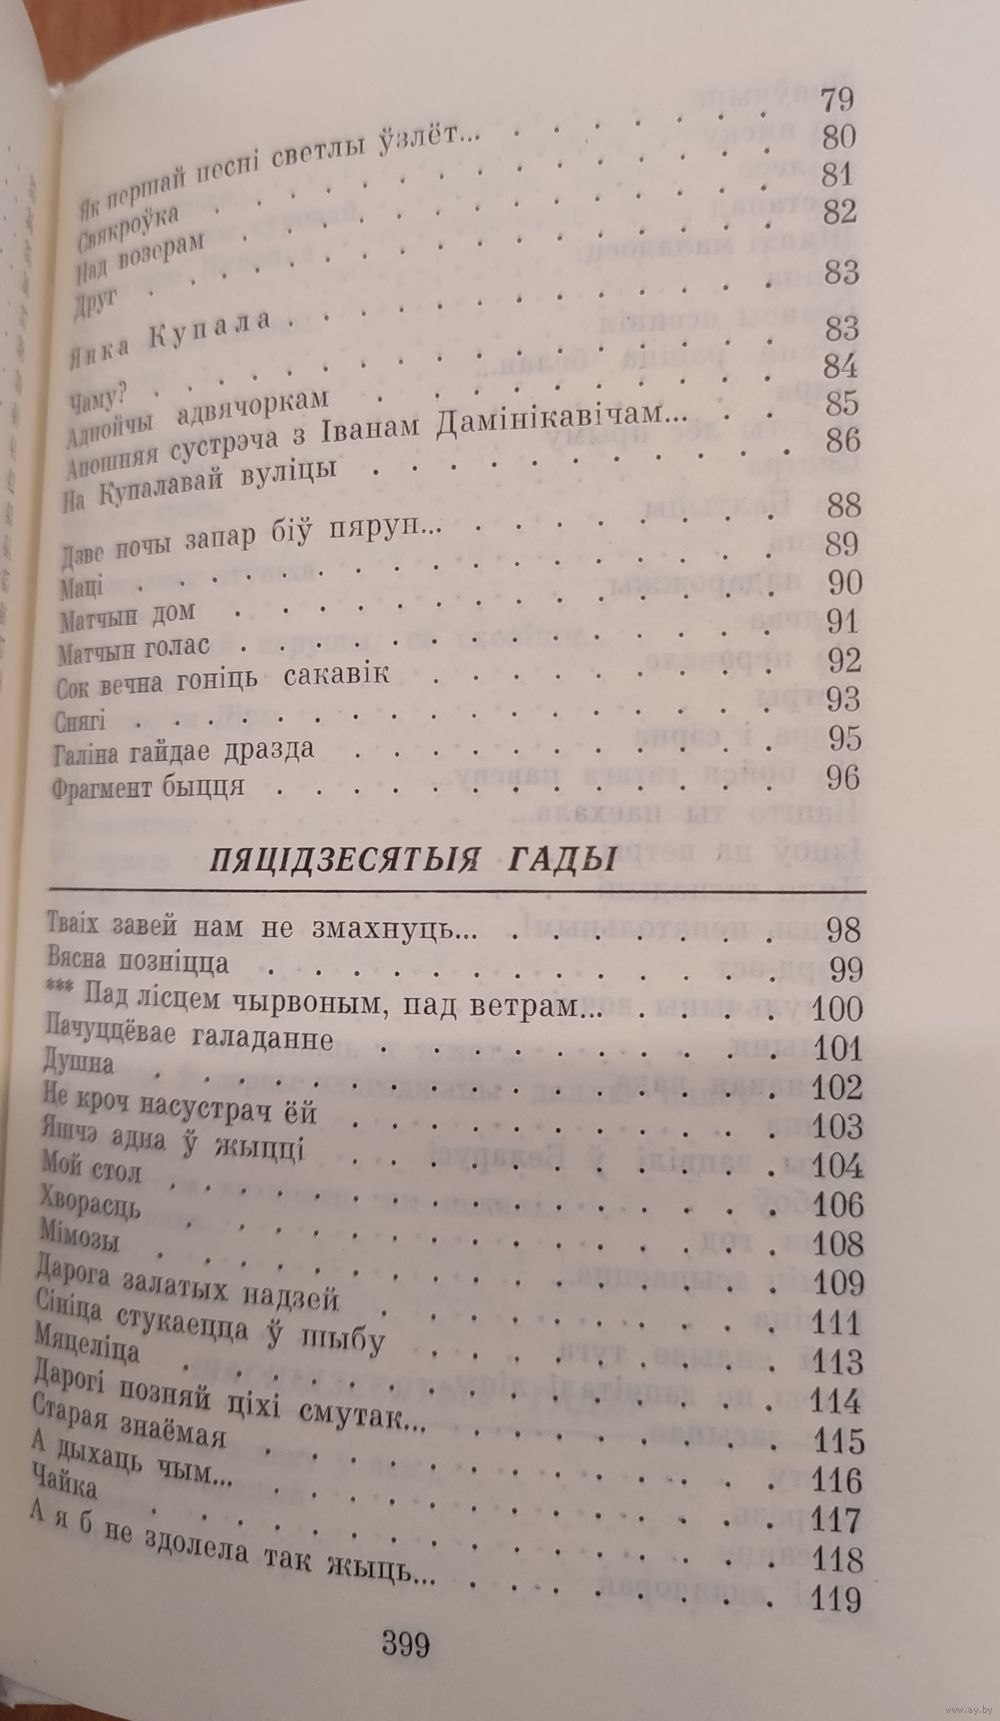 Як першай песні светлы ўзлёт... . . . . . . . 79
Свякроўка . . . . . . . . . . . . 80
Над возерам . . . . . . . . . . . 81
Друг . . . . . . . . . . . . . . 82
Янка Купала . . . . . . . . . . . . 83
Чаму? . . . . . . . . . . . . . . 83
Аднойчы адвячоркам . . . . . . . . . . 84
Апошняя сустрэча з Іванам Дамінікавічам... . . 85
На Купалавай вуліцы . . . . . . . . . . . 86
Дзве ночы запар біў пярун... . . . . . . . . 88
Маці . . . . . . . . . . . . . . . 89
Матчын дом . . . . . . . . . . . . . 90
Матчын голас . . . . . . . . . . . . . 91
Сок вечна гоніць сакавік . . . . . . . . . 92
Снягі . . . . . . . . . . . . . . . . 93
Галіна гайдае дразда . . . . . . . . . . . 95
Фрагмент быцця . . . . . . . . . . . . . 96
ПЯЦІДЗЕСЯТЫЯ ГАДЫ
Тваіх завей нам не змахнуць... . . . . . . . 98
Вясна позніцца . . . . . . . . . . . . . 99
*** Пад лісцем чырвоным, пад ветрам... . . . . 100
Пачуццёвае галаданне . . . . . . . . . . 101
Душна . . . . . . . . . . . . . . . 102
Не кроч насустрач ёй . . . . . . . . . . . 103
Яшчэ адна ў жыцці . . . . . . . . . . . 104
Мой стол . . . . . . . . . . . . . . . 106
Хворасць . . . . . . . . . . . . . . 108
Мімозы . . . . . . . . . . . . . . . 109
Дарога залатых надзей . . . . . . . . . . 111
Сініца стукаецца ў шыбу . . . . . . . . . 113
Мяцеліца . . . . . . . . . . . . . . 114
Дарогі позняй ціхі смутак... . . . . . . . . 115
Старая знаёмая . . . . . . . . . . . . 116
А дыхаць чым... . . . . . . . . . . . . . 117
Чайка . . . . . . . . . . . . . . . 118
А я б не здолела так жыць... . . . . . . . . 119
399
www.ay.by